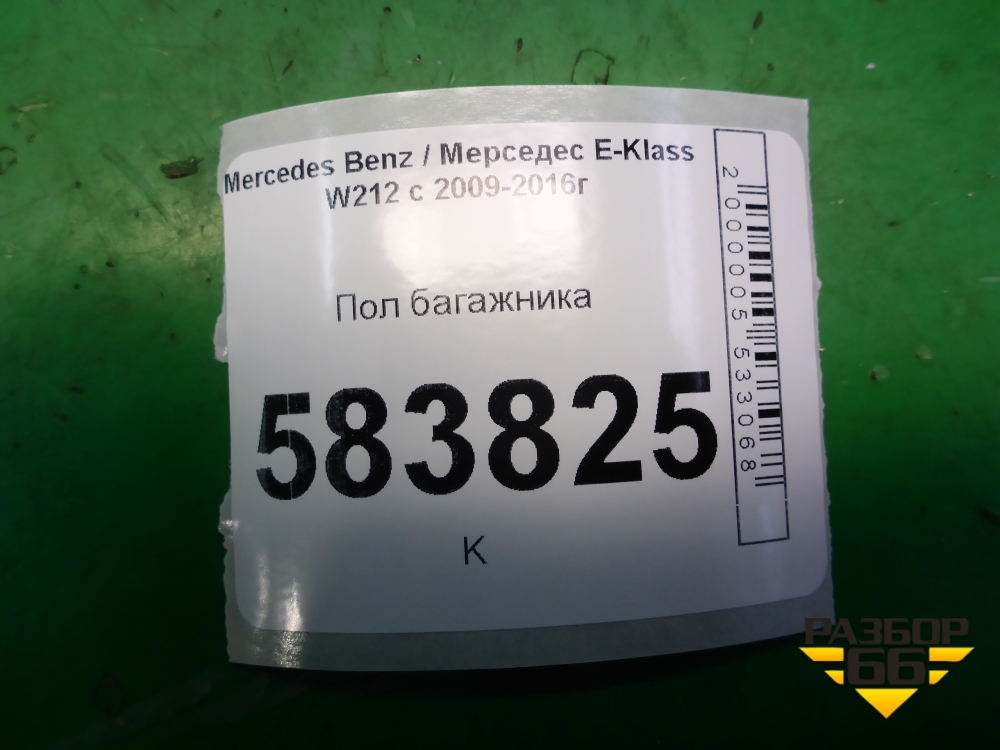 Mercedes Benz / Мерседес E-Klass
W212 с 2009-2016г
Пол багажника
583825
К
2000005533068
РАЗБОР
66